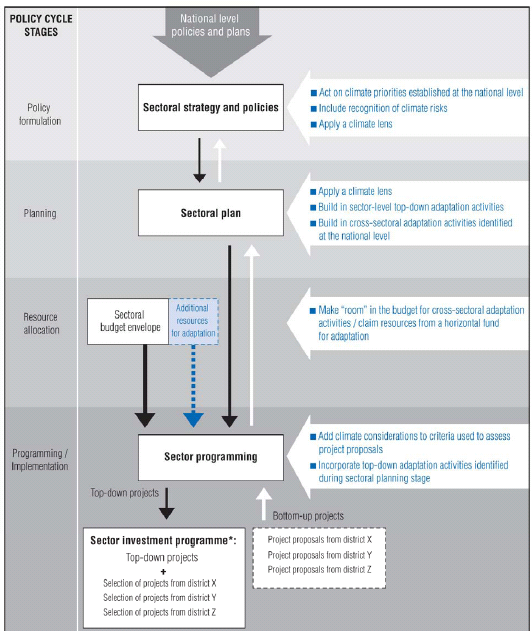 POLICY CYCLE
STAGES
National level
policies and plans
Policy
formulation
Sectoral strategy and policies
■ Act on climate priorities established at the national level
■ Include recognition of climate risks
■ Apply a climate lens
Planning
Sectoral plan
■ Apply a climate lens
■ Build in sector-level top-down adaptation activities
■ Build in cross-sectoral adaptation activities identified
at the national level
Resource
allocation
Sectoral
budget envelope
Additional
resources
for adaptation
■ Make “room” in the budget for cross-sectoral adaptation
activities / claim resources from a horizontal fund
for adaptation
Programming /
Implementation
Sector programming
■ Add climate considerations to criteria used to assess
project proposals
■ Incorporate top-down adaptation activities identified
during sectoral planning stage
Top-down projects
Bottom-up projects
Sector investment programme*:
Top-down projects
+
Selection of projects from district X
Selection of projects from district Y
Selection of projects from district Z
Project proposals from district X
Project proposals from district Y
Project proposals from district Z